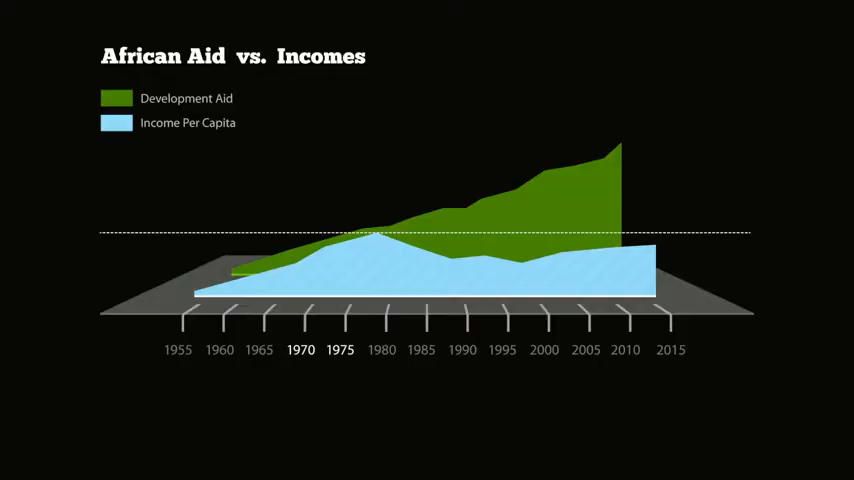 African Aid vs. Incomes
Development Aid
Income Per Capita
1955 1960 1965 1970 1975 1980 1985 1990 1995 2000 2005 2010 2015